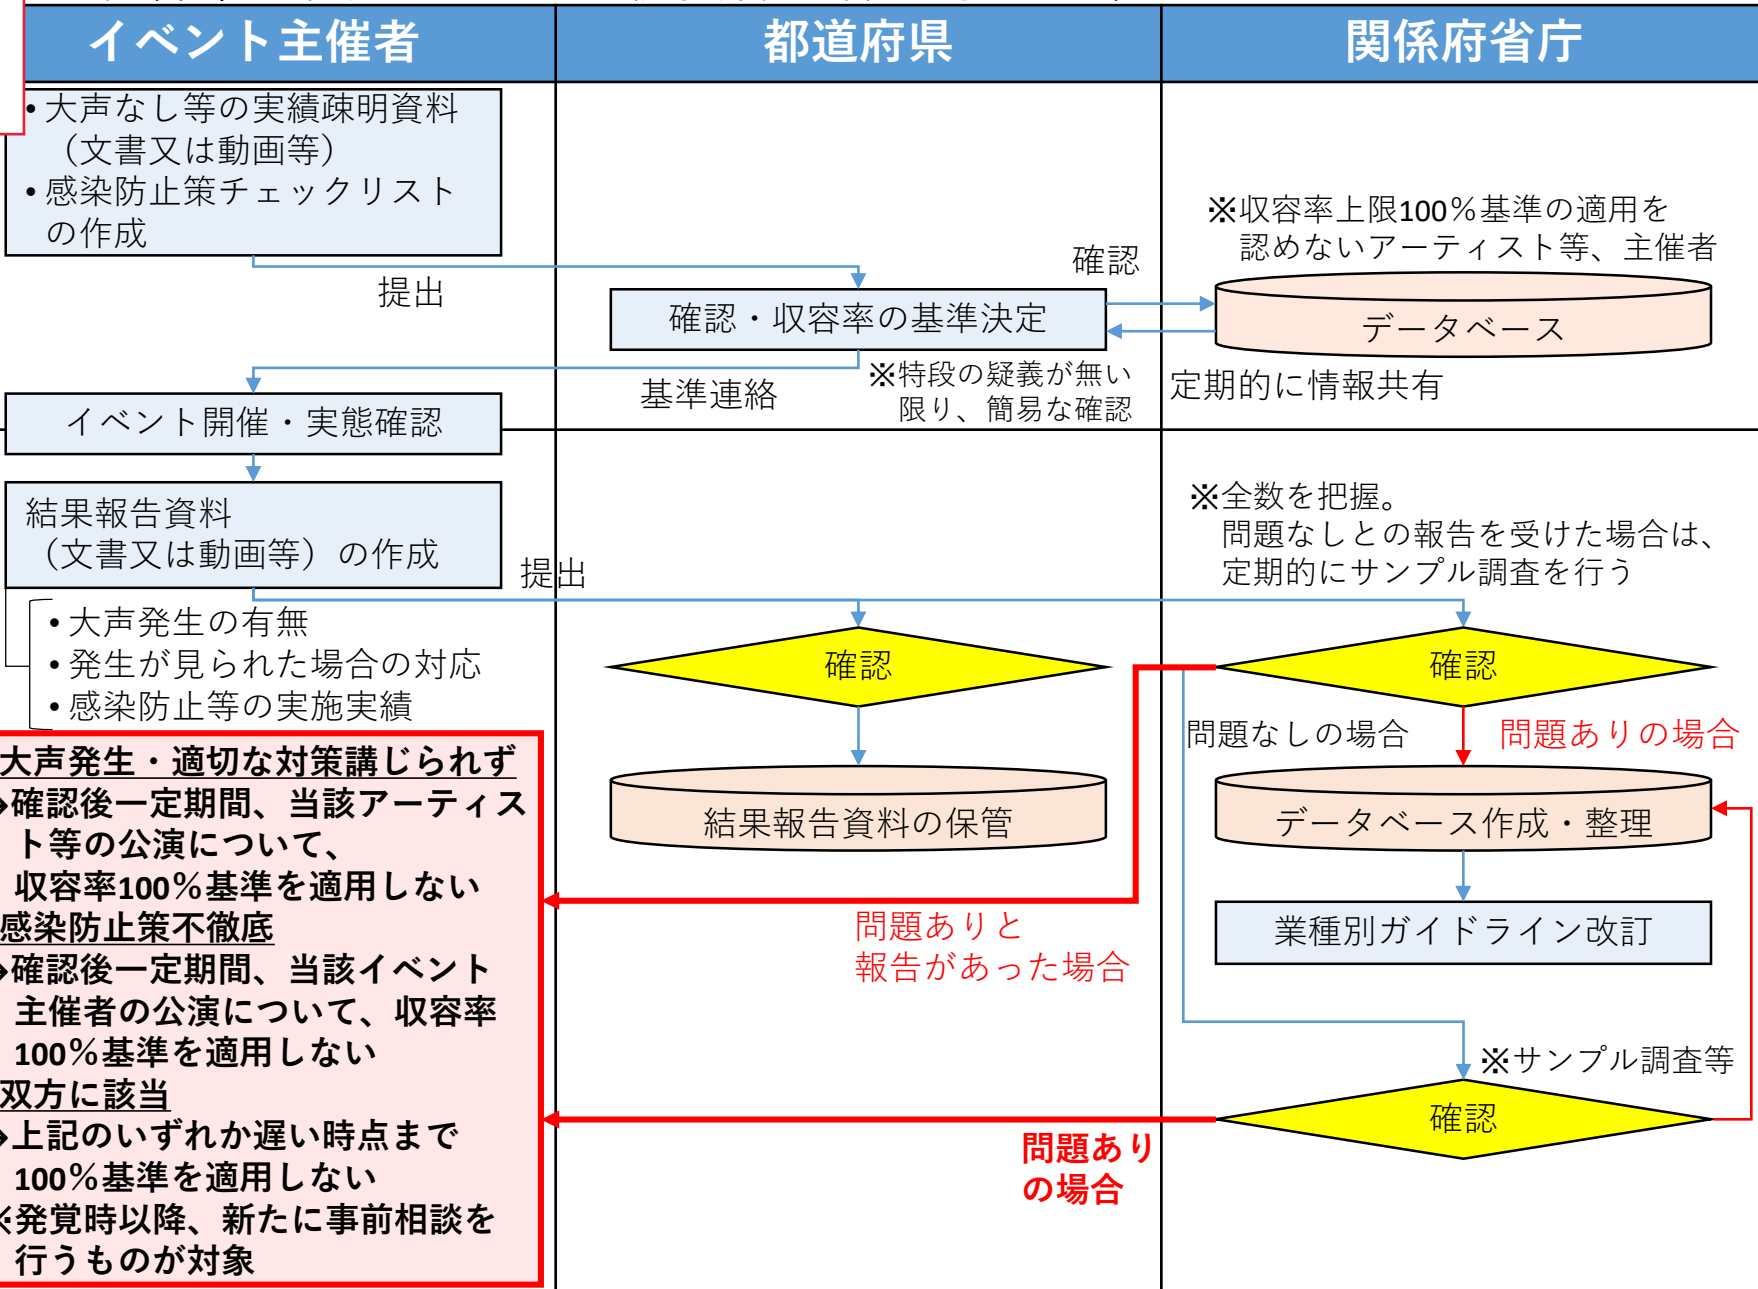 イベント主催者
都道府県
関係府省庁
•大声なし等の実績疎明資料
（文書又は動画等）
•感染防止策チェックリスト
の作成
提出
確認・収容率の基準決定
確認
※収容率上限100％基準の適用を
認めないアーティスト等、主催者
データベース
定期的に情報共有
※特段の疑義が無い
限り、簡易な確認
基準連絡
イベント開催・実態確認
結果報告資料
（文書又は動画等）の作成
提出
•大声発生の有無
•発生が見られた場合の対応
•感染防止等の実施実績
※全数を把握。
問題なしとの報告を受けた場合は、
定期的にサンプル調査を行う
確認
確認
問題なしの場合
問題ありの場合
結果報告資料の保管
データベース作成・整理
業種別ガイドライン改訂
問題ありと
報告があった場合
※サンプル調査等
確認
問題あり
の場合
大声発生・適切な対策講じられず
→確認後一定期間、当該アーティス
ト等の公演について、
収容率100％基準を適用しない
感染防止策不徹底
→確認後一定期間、当該イベント
主催者の公演について、収容率
100％基準を適用しない
双方に該当
→上記のいずれか遅い時点まで
100％基準を適用しない
※発覚時以降、新たに事前相談を
行うものが対象